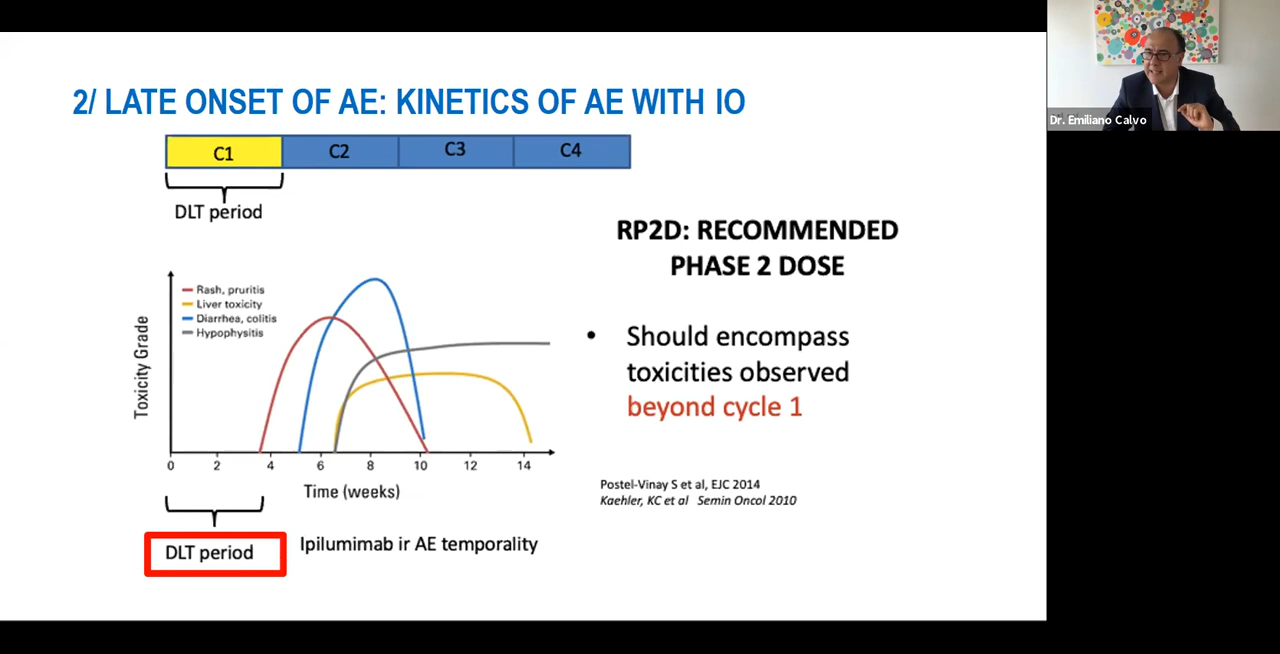 2/ LATE ONSET OF AE: KINETICS OF AE WITH IO
C1 C2 C3 C4
DLT period
RP2D: RECOMMENDED
PHASE 2 DOSE
• Should encompass
toxicities observed
beyond cycle 1
Toxicity Grade
Rash, pruritis
Liver toxicity
Diarrhea, colitis
Hypophysitis
0 2 4 6 8 10 12 14
Time (weeks)
Postel-Vinay S et al, EJC 2014
Kaehler, KC et al Semin Oncol 2010
DLT period
Ipilumimab ir AE temporality
Dr. Emiliano Calvo